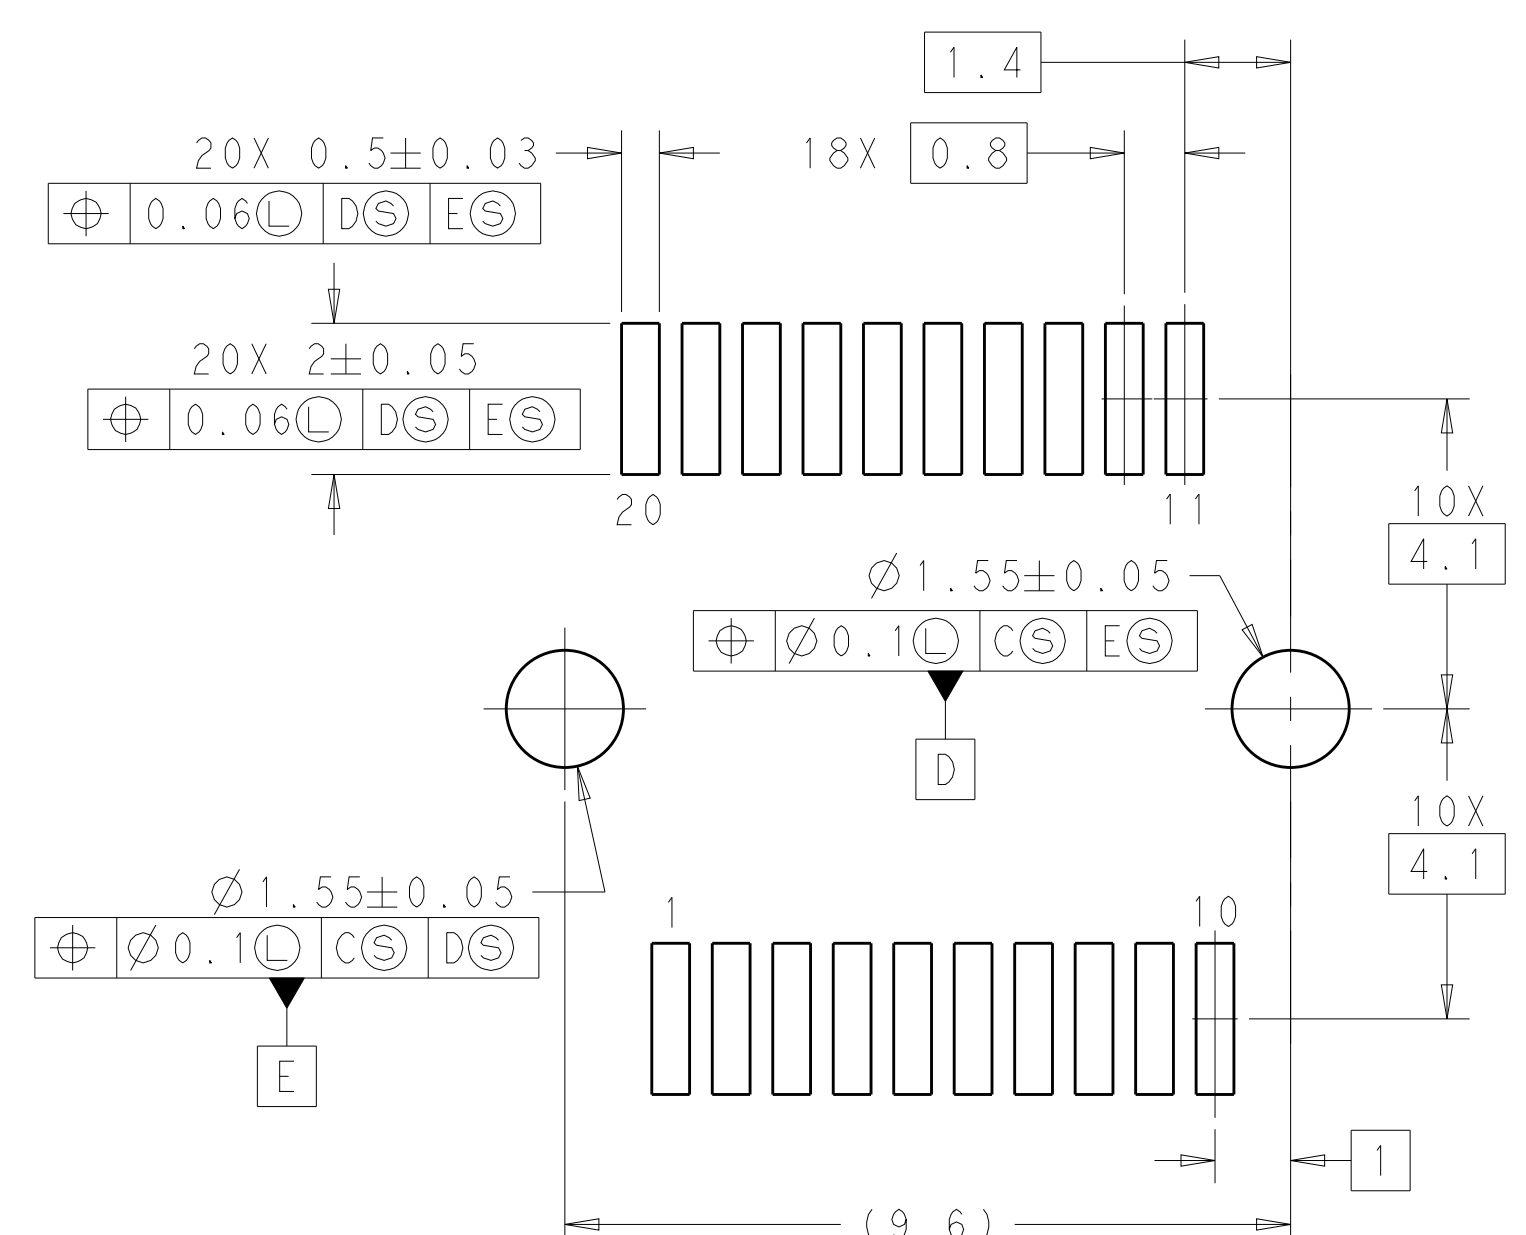 1.4
20X 0.5±0.03
18X 0.8
⌖ 0.06Ⓛ DⓈ EⓈ
20X 2±0.05
⌖ 0.06Ⓛ DⓈ EⓈ
20
11
10X
4.1
⌀1.55±0.05
⌖ ⌀0.1Ⓛ CⓈ EⓈ
D
10X
4.1
⌀1.55±0.05
⌖ ⌀0.1Ⓛ CⓈ DⓈ
E
1
10
1
(9.6)